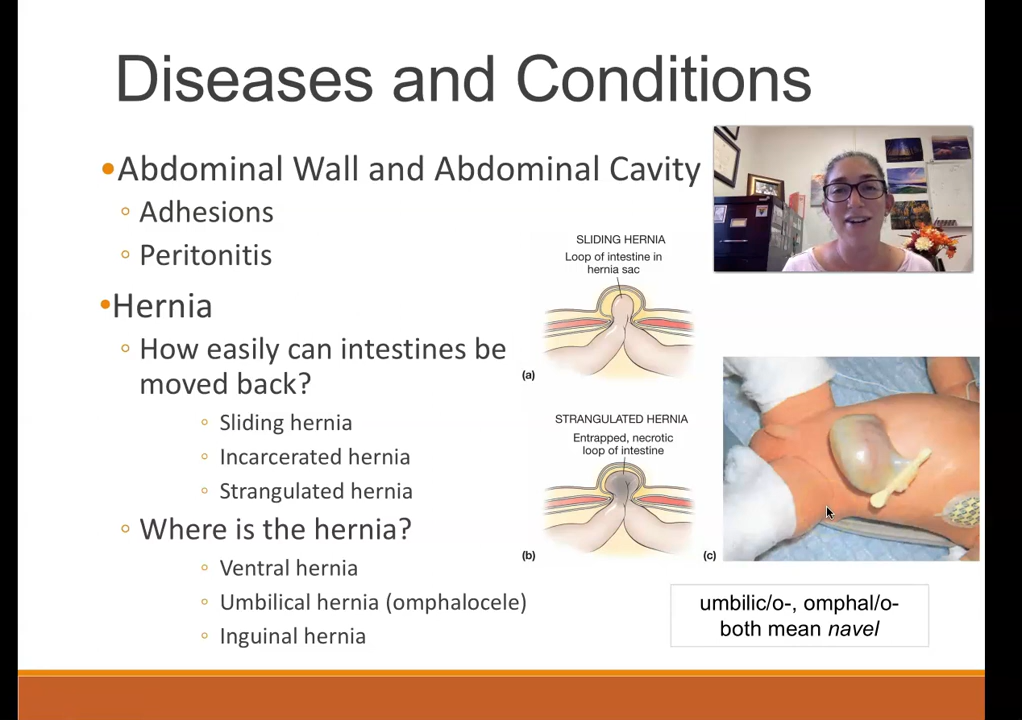 Diseases and Conditions
•Abdominal Wall and Abdominal Cavity
◦ Adhesions
◦ Peritonitis
•Hernia
◦ How easily can intestines be
moved back?
◦ Sliding hernia
◦ Incarcerated hernia
◦ Strangulated hernia
◦ Where is the hernia?
◦ Ventral hernia
◦ Umbilical hernia (omphalocele)
◦ Inguinal hernia
SLIDING HERNIA
Loop of intestine in
hernia sac
(a)
STRANGULATED HERNIA
Entrapped, necrotic
loop of intestine
(b)
(c)
umbilic/o-, omphal/o-
both mean navel